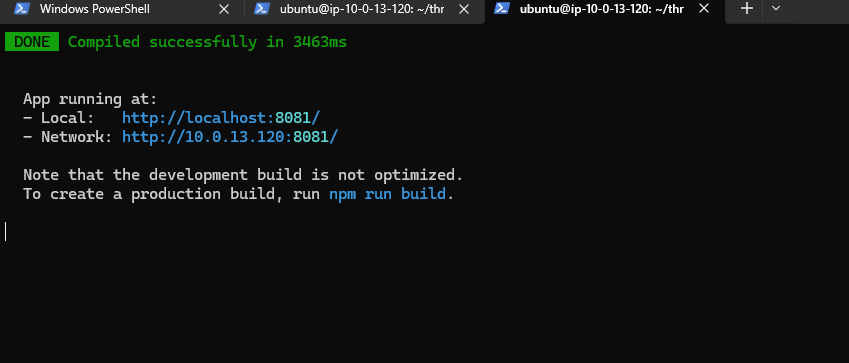 Windows PowerShell
ubuntu@ip-10-0-13-120: ~/thr
ubuntu@ip-10-0-13-120: ~/thr
DONE Compiled successfully in 3463ms
App running at:
- Local: http://localhost:8081/
- Network: http://10.0.13.120:8081/
Note that the development build is not optimized.
To create a production build, run npm run build.